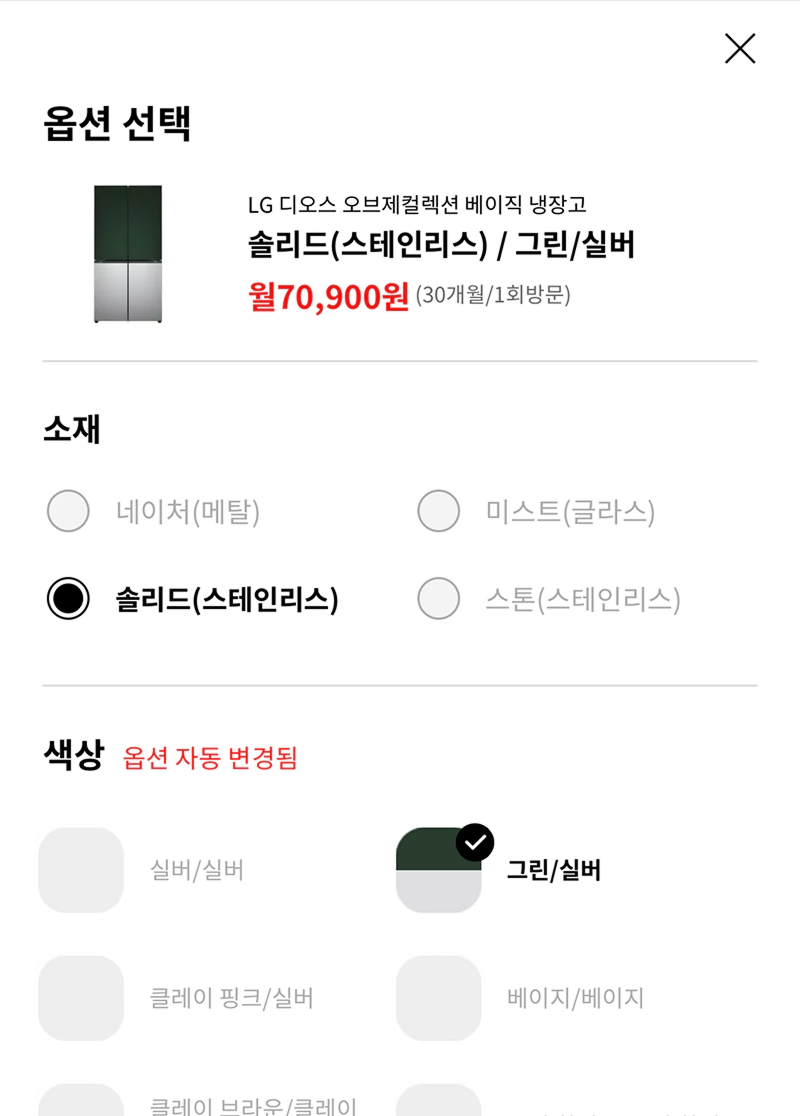 옵션 선택
LG 디오스 오브제컬렉션 베이직 냉장고
솔리드(스테인리스) / 그린/실버
월70,900원 (30개월/1회방문)
소재
네이처(메탈)
미스트(글라스)
솔리드(스테인리스)
스톤(스테인리스)
색상 옵션 자동 변경됨
실버/실버
그린/실버
클레이 핑크/실버
베이지/베이지
클레이 브라운/클레이